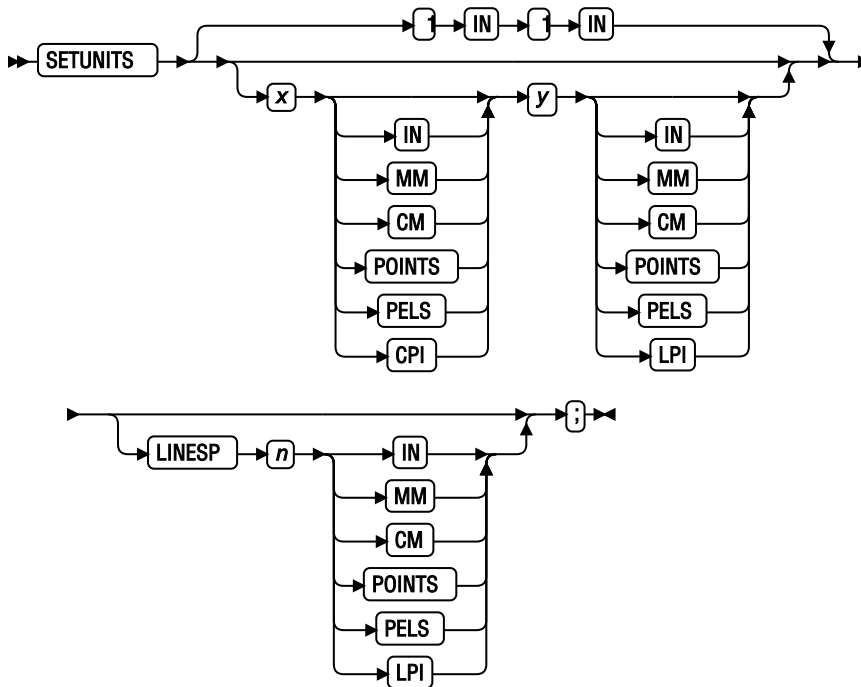 1 IN 1 IN
SETUNITS
x y
IN IN
MM MM
CM CM
POINTS POINTS
PELS PELS
CPI LPI
;
LINESP n IN
MM
CM
POINTS
PELS
LPI